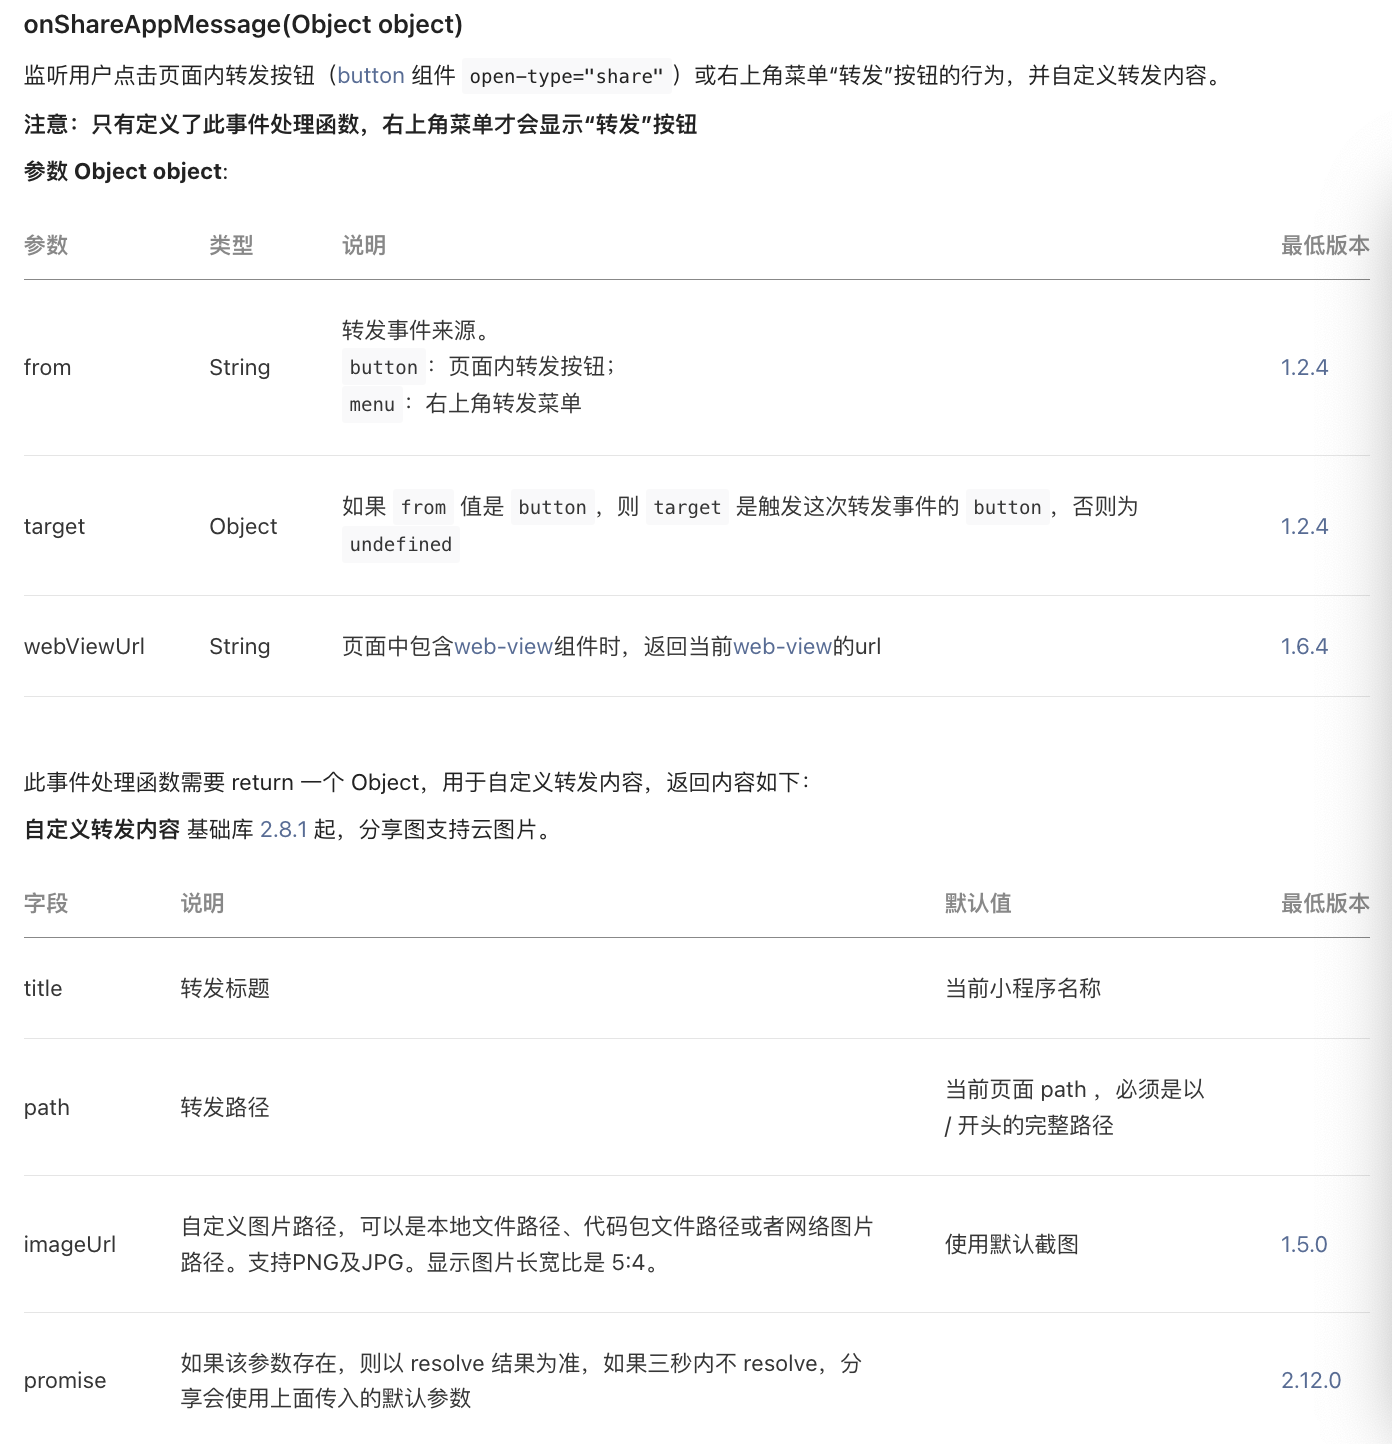 onShareAppMessage(Object object)
监听用户点击页面内转发按钮（button 组件 open-type="share"）或右上角菜单“转发”按钮的行为，并自定义转发内容。
注意：只有定义了此事件处理函数，右上角菜单才会显示“转发”按钮
参数 Object object:
参数 类型 说明 最低版本
转发事件来源。
from String button：页面内转发按钮； 1.2.4
menu：右上角转发菜单
如果 from 值是 button，则 target 是触发这次转发事件的 button，否则为
target Object 1.2.4
undefined
webViewUrl String 页面中包含web-view组件时，返回当前web-view的url 1.6.4
此事件处理函数需要 return 一个 Object，用于自定义转发内容，返回内容如下：
自定义转发内容 基础库 2.8.1 起，分享图支持云图片。
字段 说明 默认值 最低版本
title 转发标题 当前小程序名称
当前页面 path ，必须是以
path 转发路径
/ 开头的完整路径
自定义图片路径，可以是本地文件路径、代码包文件路径或者网络图片
imageUrl 使用默认截图 1.5.0
路径。支持PNG及JPG。显示图片长宽比是 5:4。
如果该参数存在，则以 resolve 结果为准，如果三秒内不 resolve，分
promise 2.12.0
享会使用上面传入的默认参数